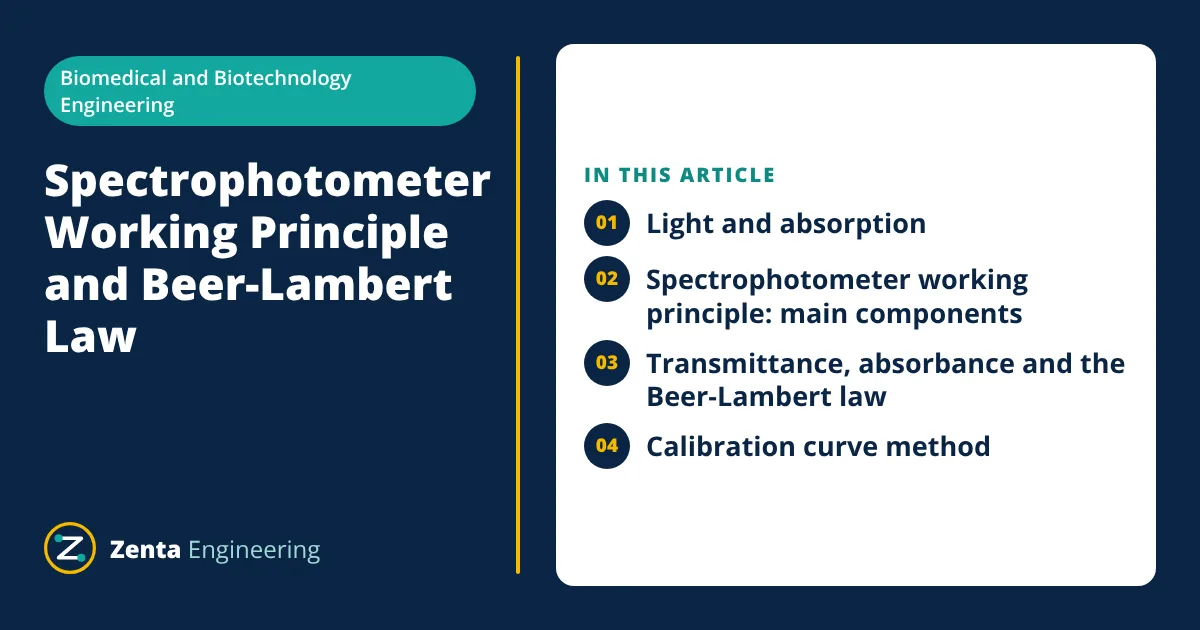 Biomedical and Biotechnology
Engineering
Spectrophotometer
Working Principle
and Beer-Lambert
Law
Zenta Engineering
IN THIS ARTICLE
01 Light and absorption
02 Spectrophotometer working
principle: main components
03 Transmittance, absorbance and the
Beer-Lambert law
04 Calibration curve method